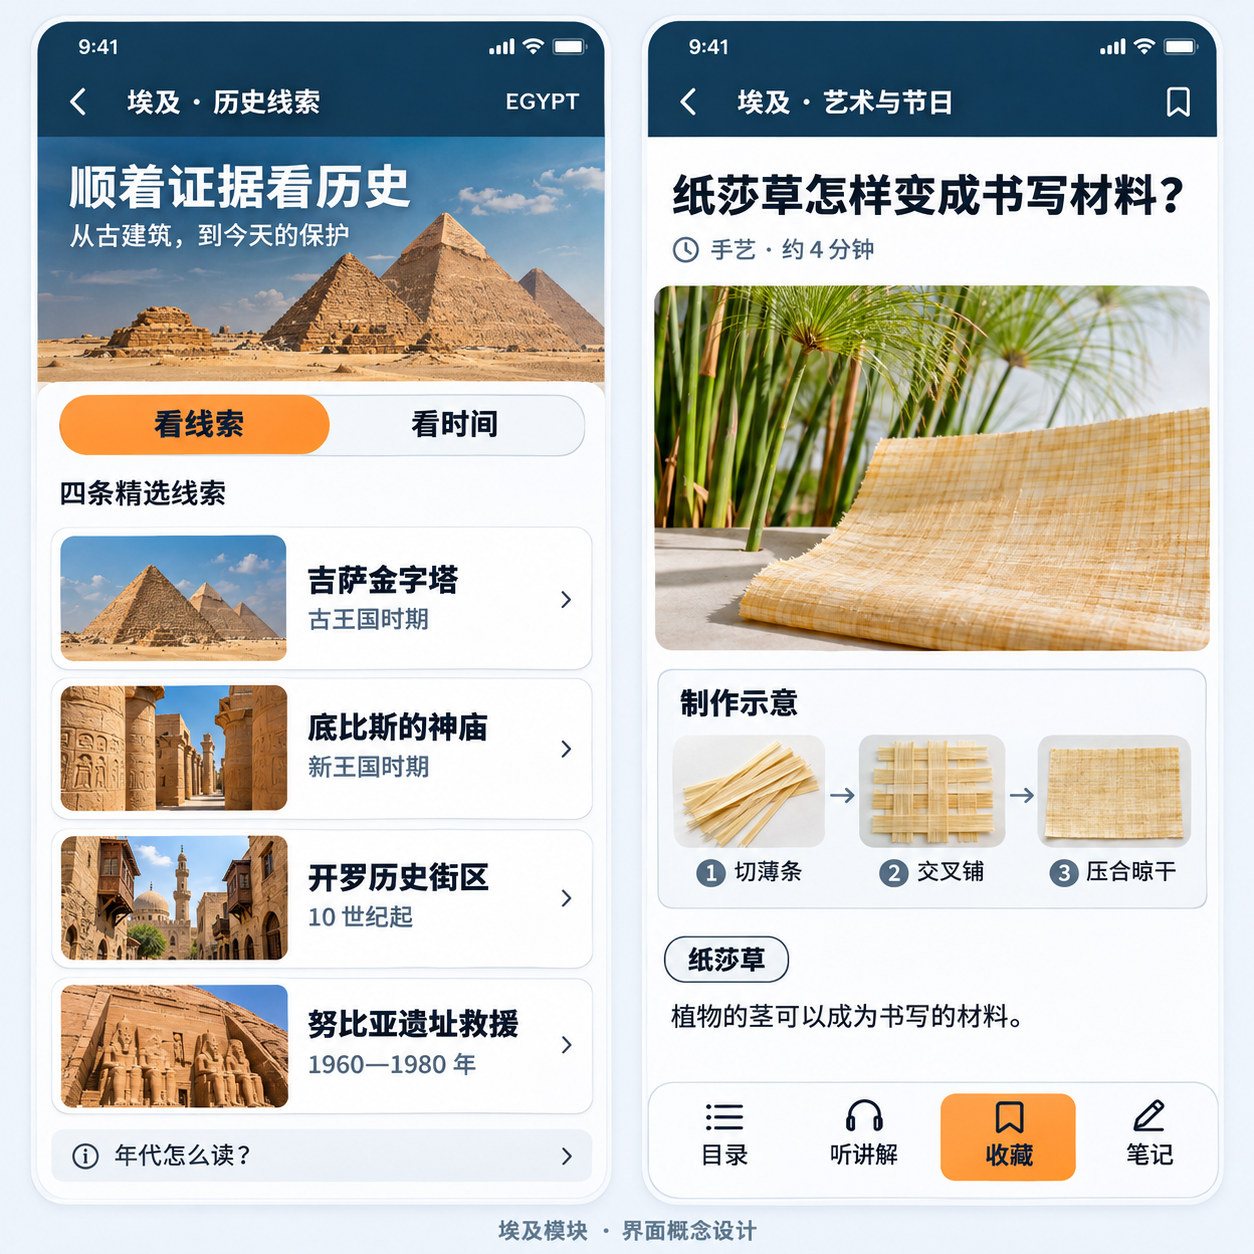 9:41
埃及 · 历史线索
EGYPT
顺着证据看历史
从古建筑，到今天的保护
看线索
看时间
四条精选线索
吉萨金字塔
古王国时期
底比斯的神庙
新王国时期
开罗历史街区
10 世纪起
努比亚遗址救援
1960—1980 年
年代怎么读？
9:41
埃及 · 艺术与节日
纸莎草怎样变成书写材料？
手艺 · 约 4 分钟
制作示意
1 切薄条
2 交叉铺
3 压合晾干
纸莎草
植物的茎可以成为书写的材料。
目录
听讲解
收藏
笔记
埃及模块 · 界面概念设计